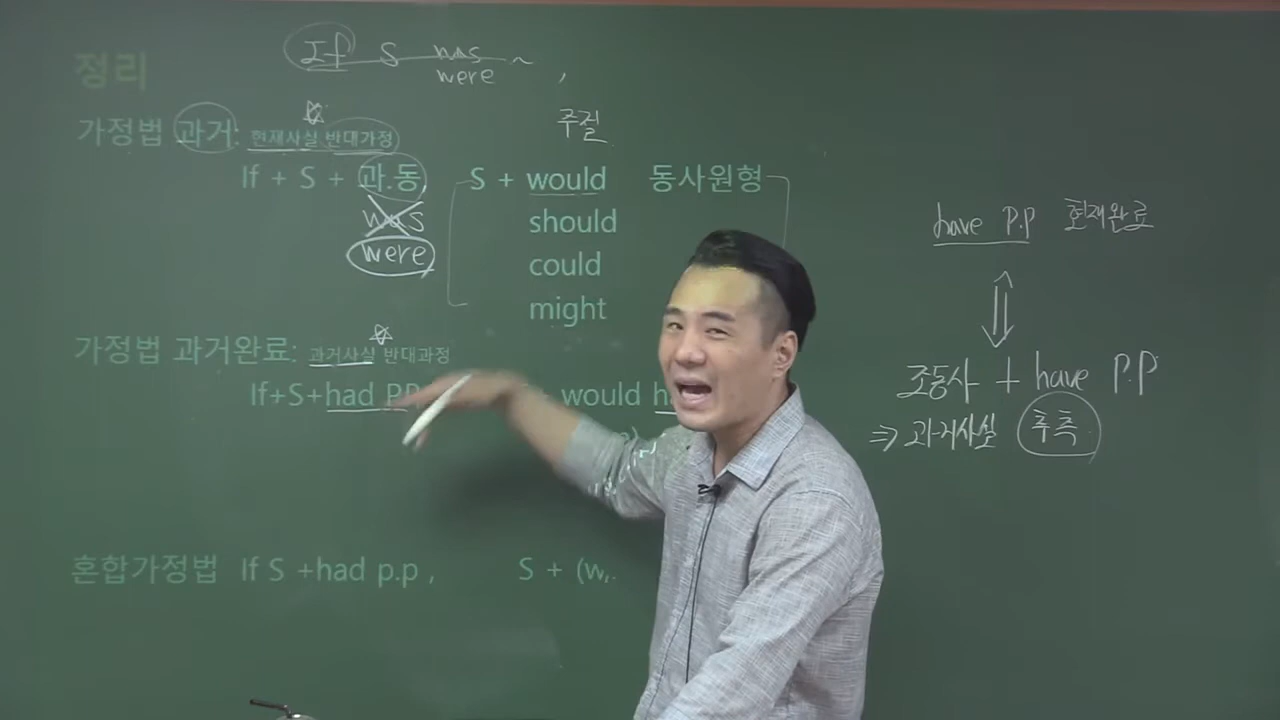 If S was ~ ,
were
정리
주절
가정법 과거: 현재사실 반대가정
If + S + 과.동 S + would 동사원형
was should
were could
might
have P.P 현재완료
조동사 + have P.P
⇒ 과거사실 추측
가정법 과거완료: 과거사실 반대과정
If+S+had P.P would
혼합가정법 If S +had p.p , S + (w,.